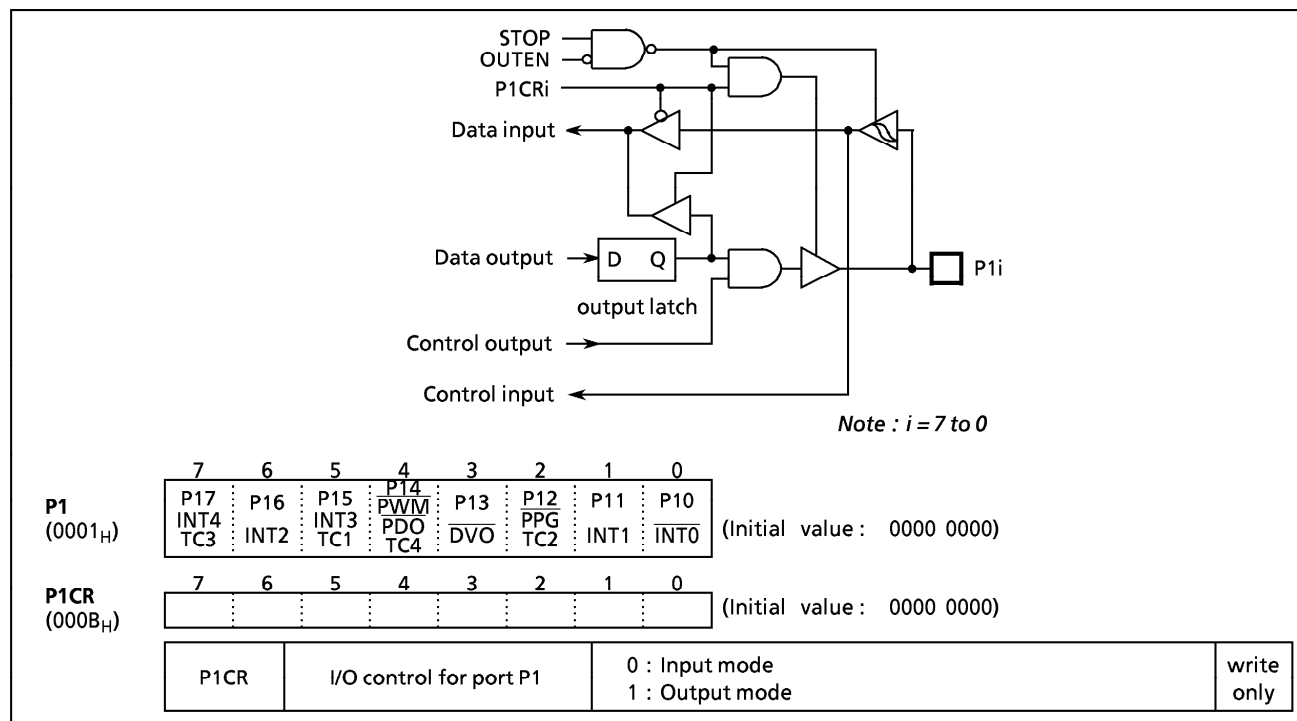 STOP
OUTEN
P1CRi
Data input
Data output
D Q
P1i
output latch
Control output
Control input
Note : i = 7 to 0
7 6 5 4 3 2 1 0
P1
(0001H)
P17 INT4 TC3
P16 INT2
P15 INT3 TC1
P14 PWM PDO TC4
P13 DVO
P12 PPG TC2
P11 INT1
P10 INT0
(Initial value : 0000 0000)
7 6 5 4 3 2 1 0
P1CR
(000BH)
(Initial value : 0000 0000)
P1CR
I/O control for port P1
0 : Input mode
1 : Output mode
write
only